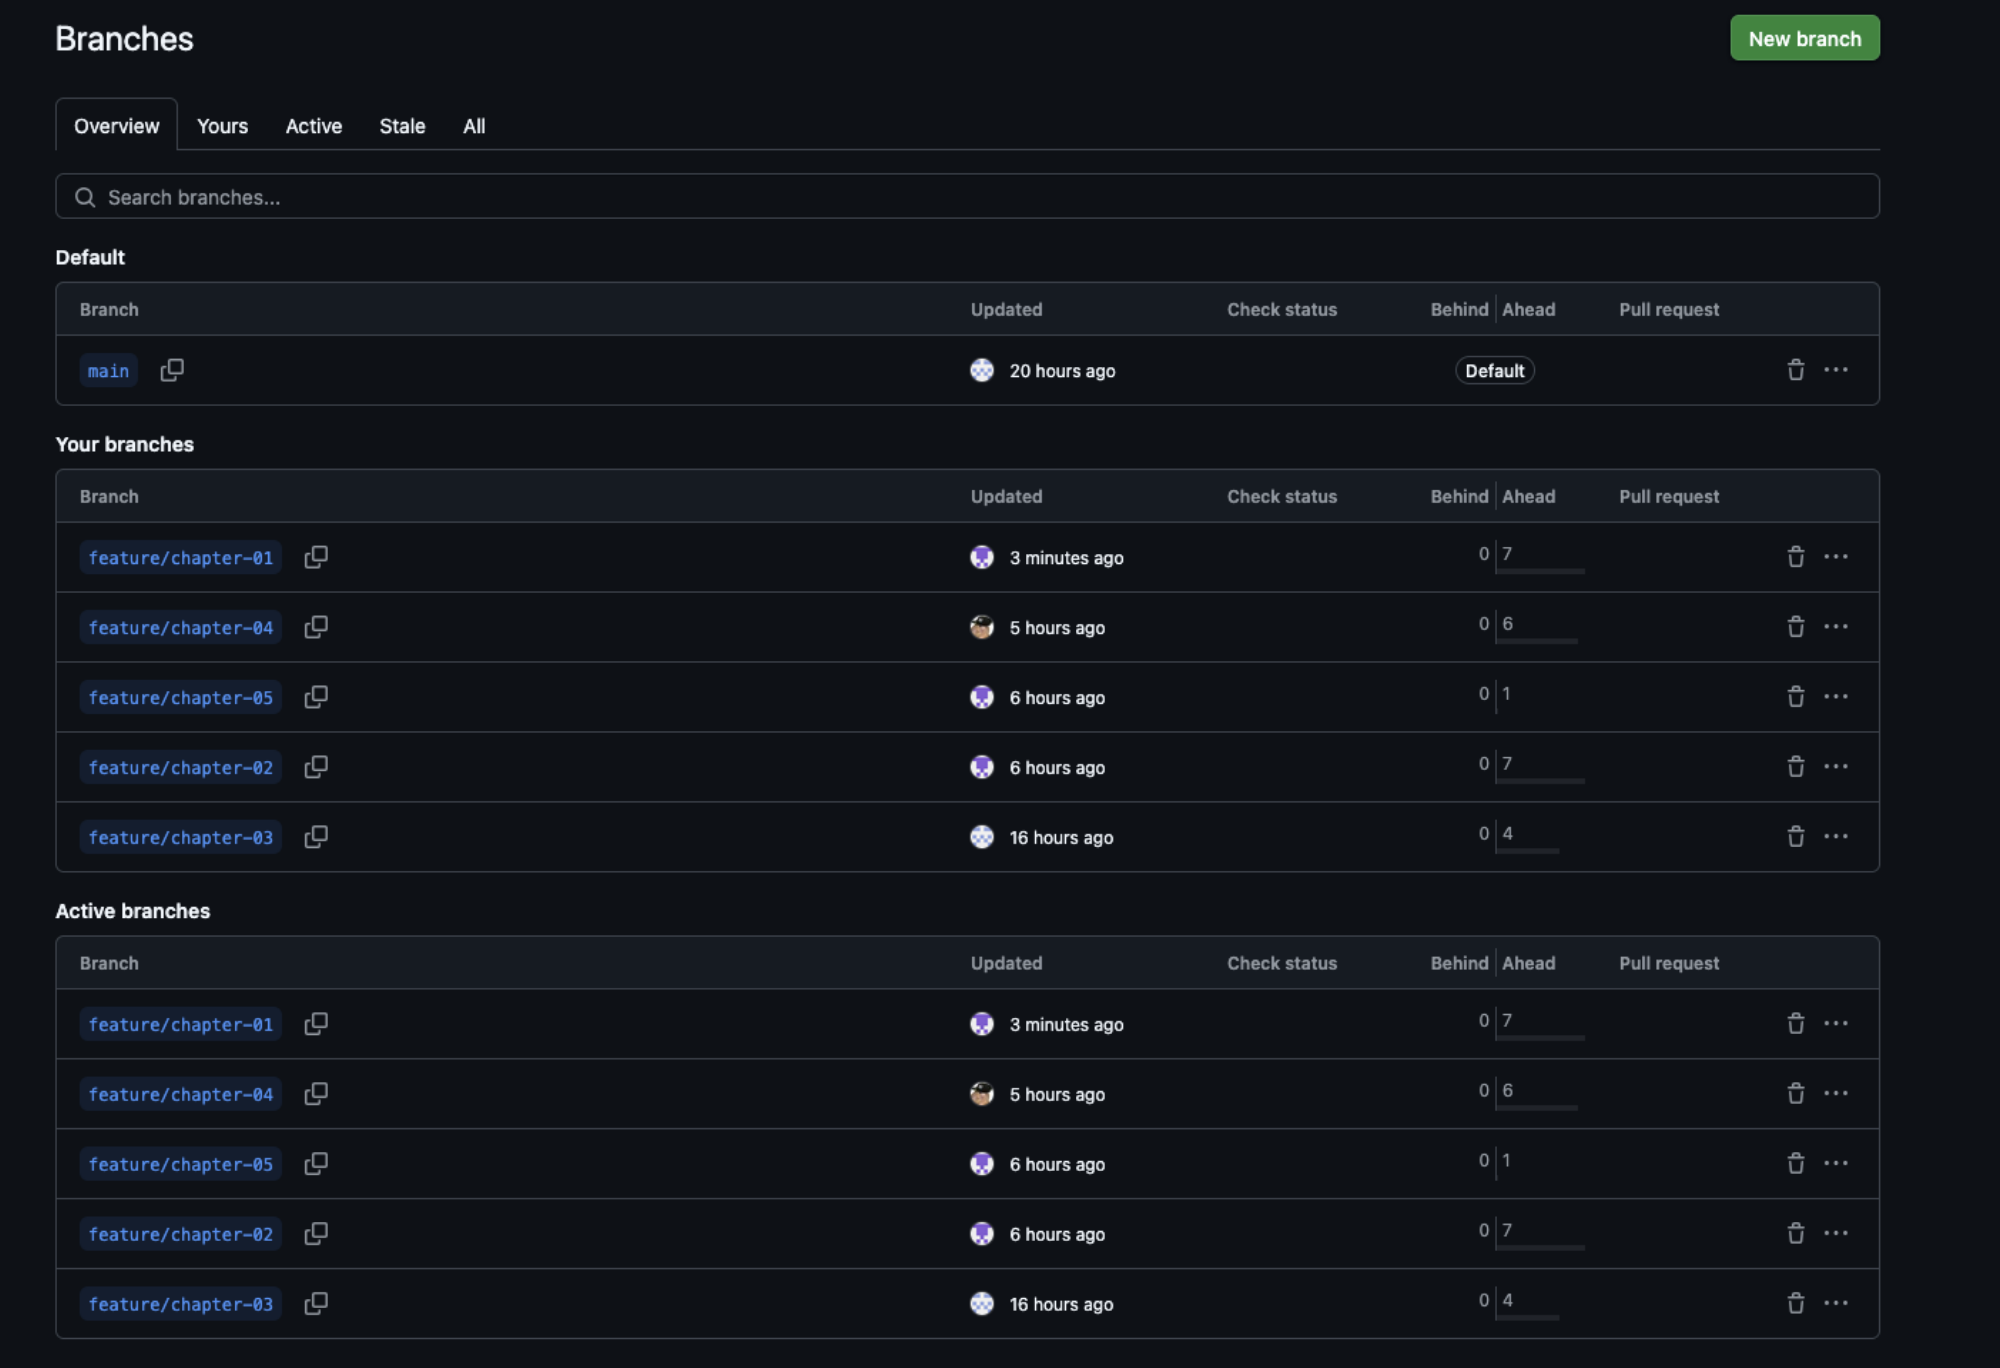 Branches
New branch
Overview Yours Active Stale All
Search branches...
Default
Branch Updated Check status Behind Ahead Pull request
main 20 hours ago Default
Your branches
Branch Updated Check status Behind Ahead Pull request
feature/chapter-01 3 minutes ago 0 7
feature/chapter-04 5 hours ago 0 6
feature/chapter-05 6 hours ago 0 1
feature/chapter-02 6 hours ago 0 7
feature/chapter-03 16 hours ago 0 4
Active branches
Branch Updated Check status Behind Ahead Pull request
feature/chapter-01 3 minutes ago 0 7
feature/chapter-04 5 hours ago 0 6
feature/chapter-05 6 hours ago 0 1
feature/chapter-02 6 hours ago 0 7
feature/chapter-03 16 hours ago 0 4